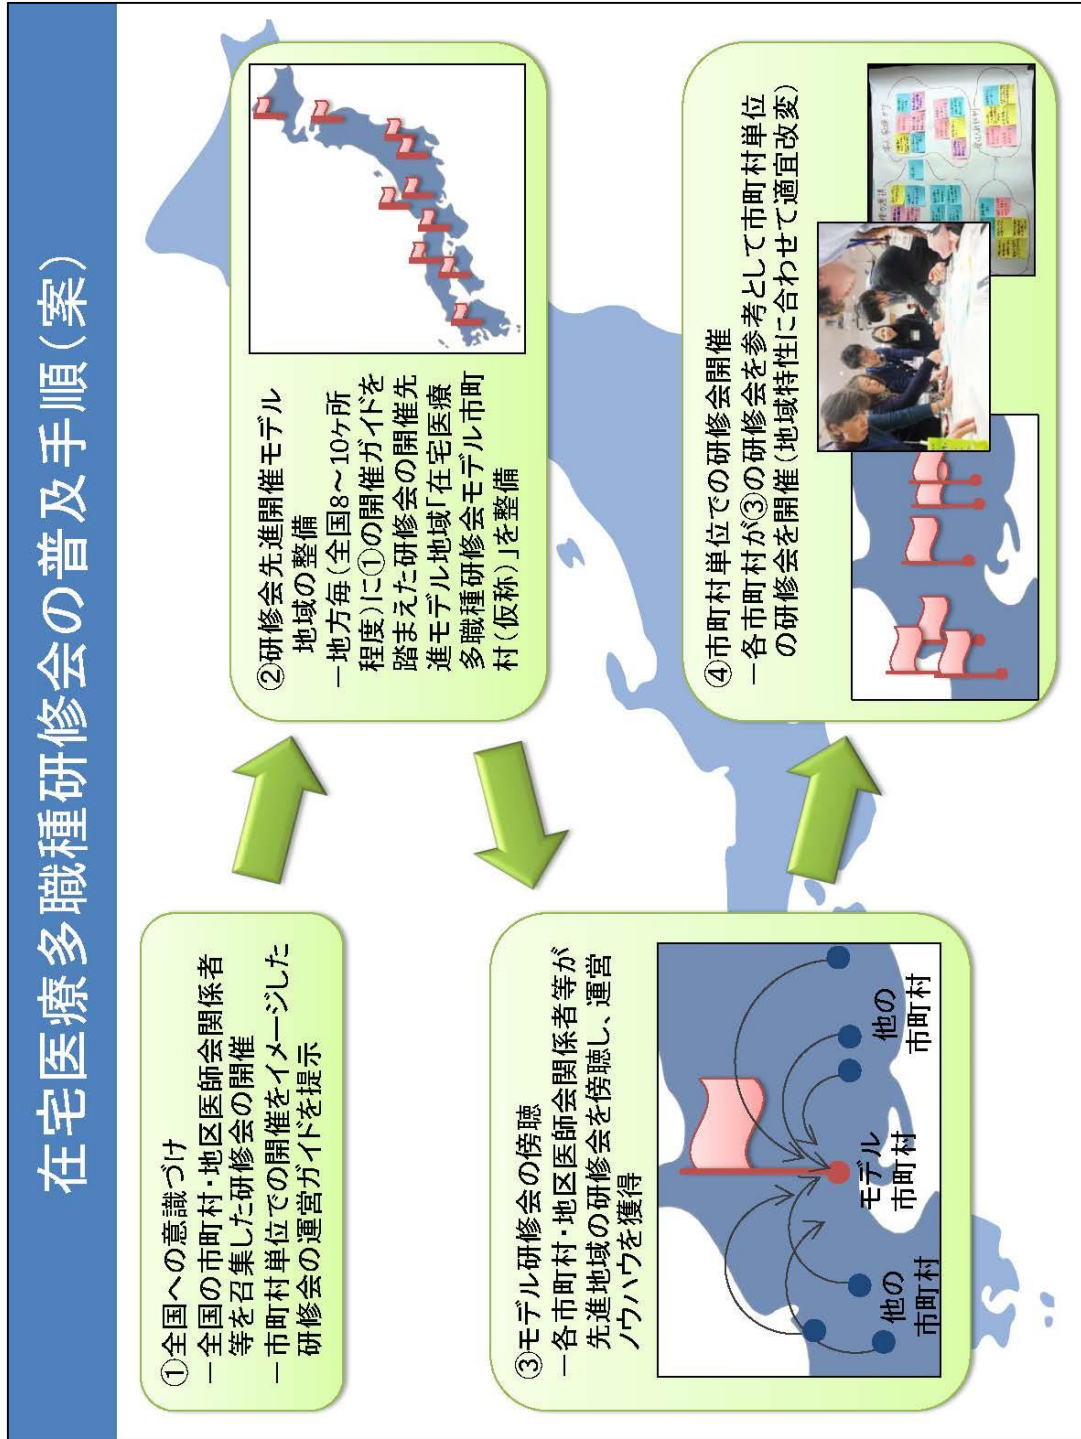 在宅医療多職種研修会の普及手順(案)
①全国への意識づけ
－全国の市町村・地区医師会関係者
等を召集した研修会の開催
－市町村単位での開催をイメージした
研修会の運営ガイドを提示
②研修会先進開催モデル
地域の整備
－地方毎(全国8～10ヶ所
程度)に①の開催ガイドを
踏まえた研修会の開催先
進モデル地域「在宅医療
多職種研修会モデル市町
村(仮称)」を整備
③モデル研修会の傍聴
－各市町村・地区医師会関係者等が
先進地域の研修会を傍聴し、運営
ノウハウを獲得
他の
市町村
モデル
市町村
他の
市町村
④市町村単位での研修会開催
－各市町村が③の研修会を参考として市町村単位
の研修会を開催(地域特性に合わせて適宜改変)